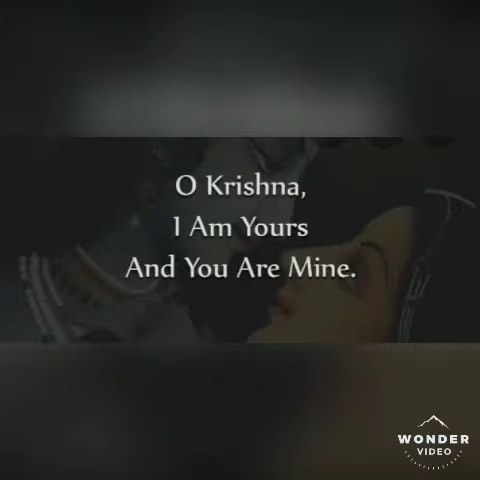 O Krishna,
I Am Yours
And You Are Mine.
WONDER
VIDEO